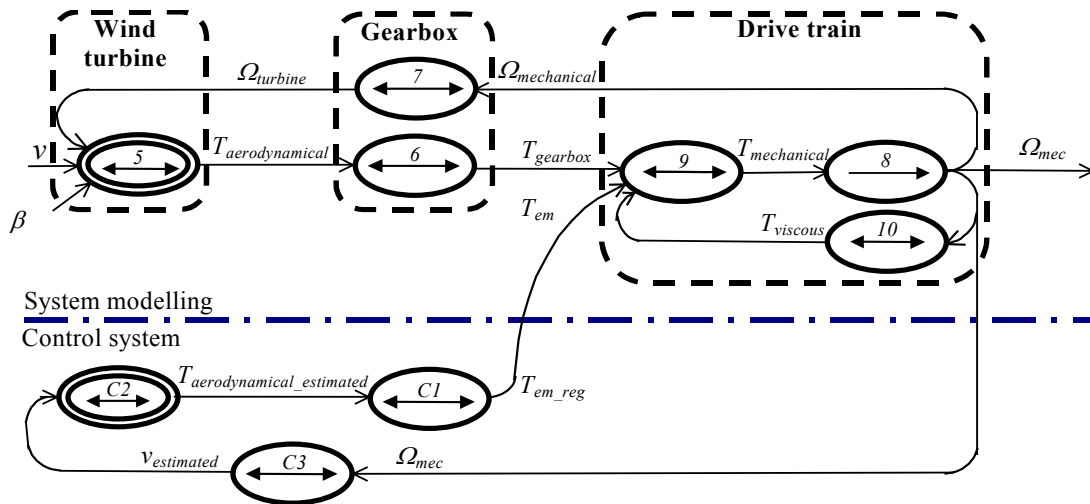 Wind
turbine
Gearbox
Drive train
Ω_turbine
7
Ω_mechanical
v
5
T_aerodynamical
6
T_gearbox
9
T_mechanical
8
Ω_mec
β
T_em
T_viscous
10
System modelling
Control system
C2
T_aerodynamical_estimated
C1
T_em_reg
v_estimated
C3
Ω_mec